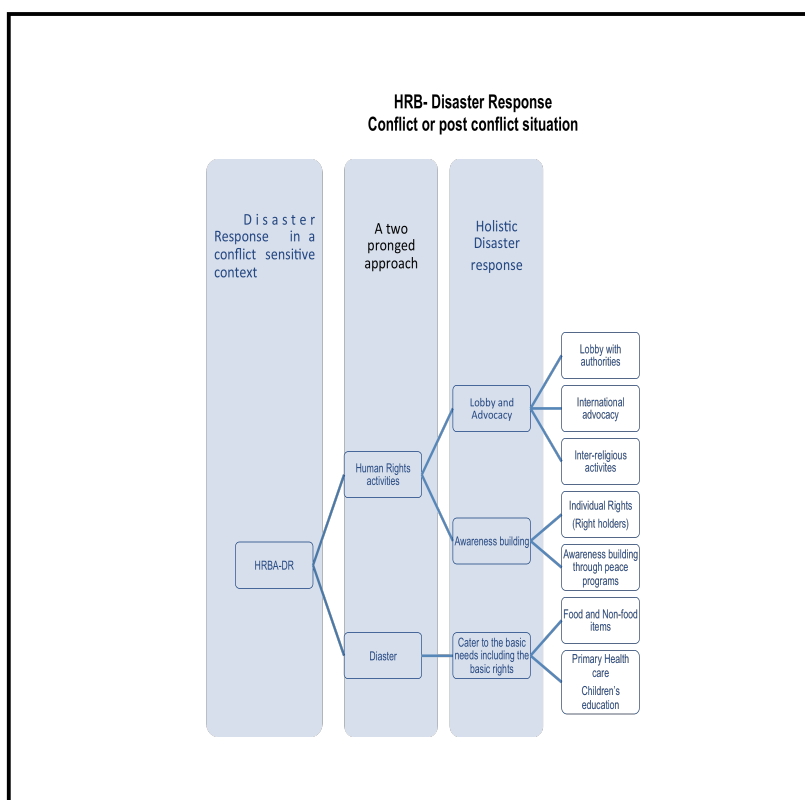 HRB- Disaster Response
Conflict or post conflict situation
Disaster
Response in a
conflict sensitive
context
A two
pronged
approach
Holistic
Disaster
response
Lobby with
authorities
Lobby and
Advocacy
International
advocacy
Inter-religious
activites
Human Rights
activities
Individual Rights
(Right holders)
Awareness building
Awareness building
through peace
programs
HRBA-DR
Food and Non-food
items
Diaster
Cater to the basic
needs including the
basic rights
Primary Health
care
Children's
education